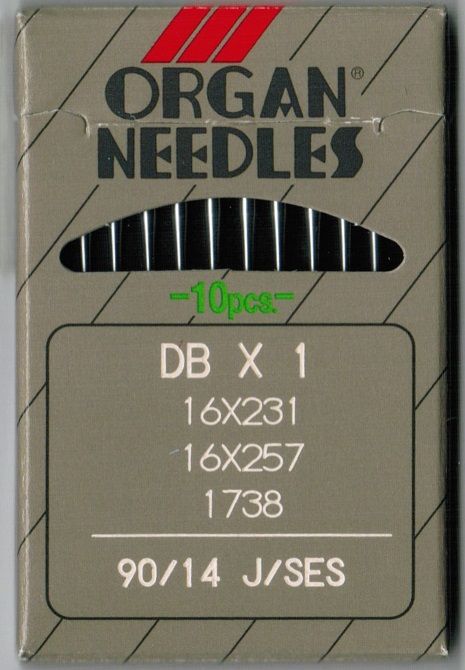 ORGAN®
NEEDLES
-10pcs.-
DB X 1
16X231
16X257
1738
90/14 J/SES